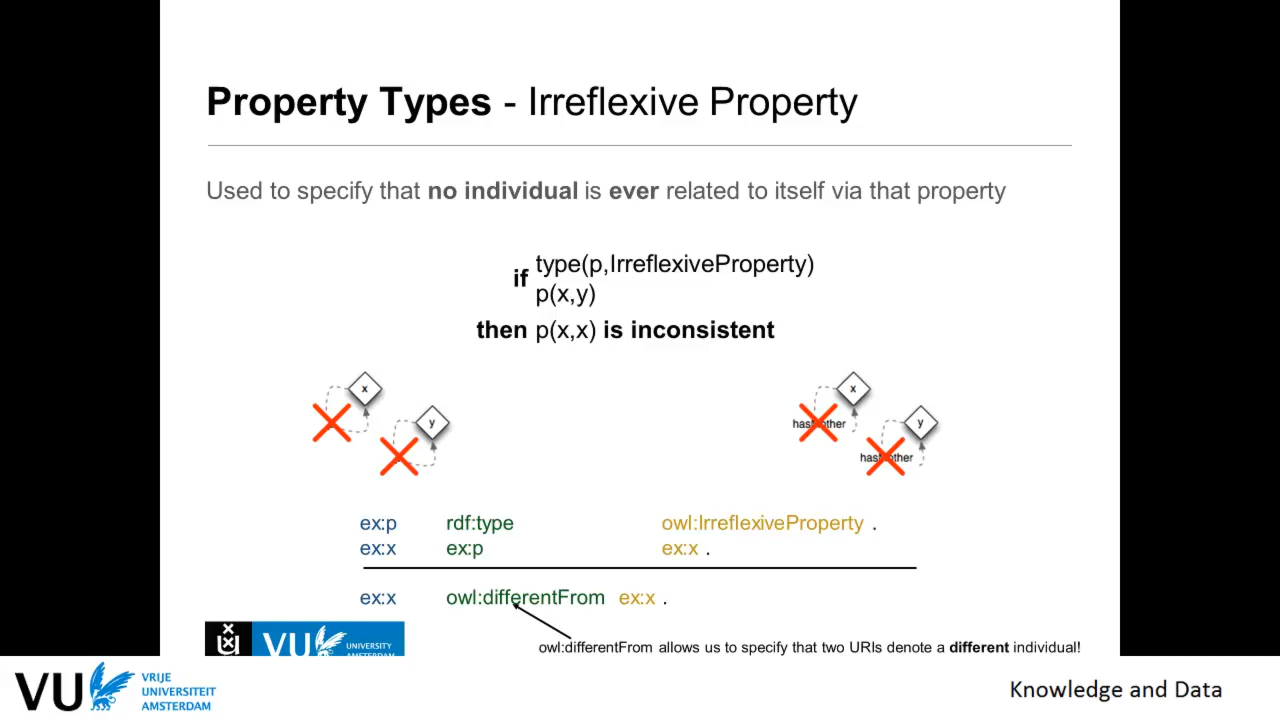 Property Types - Irreflexive Property
Used to specify that no individual is ever related to itself via that property
if type(p,IrreflexiveProperty)
p(x,y)
then p(x,x) is inconsistent
x
y
x
y
ex:p rdf:type owl:IrreflexiveProperty .
ex:x ex:p ex:x .
ex:x owl:differentFrom ex:x .
owl:differentFrom allows us to specify that two URIs denote a different individual!
VU UNIVERSITY
AMSTERDAM
VU VRIJE
UNIVERSITEIT
AMSTERDAM
Knowledge and Data